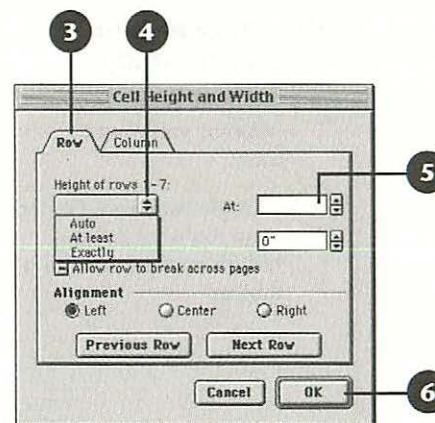 3 4
Cell Height and Width
Row Column
Height of rows 1-7:
At: 5
Auto
At least
Exactly
0"
Allow row to break across pages
Alignment
Left Center Right
Previous Row Next Row
Cancel OK 6